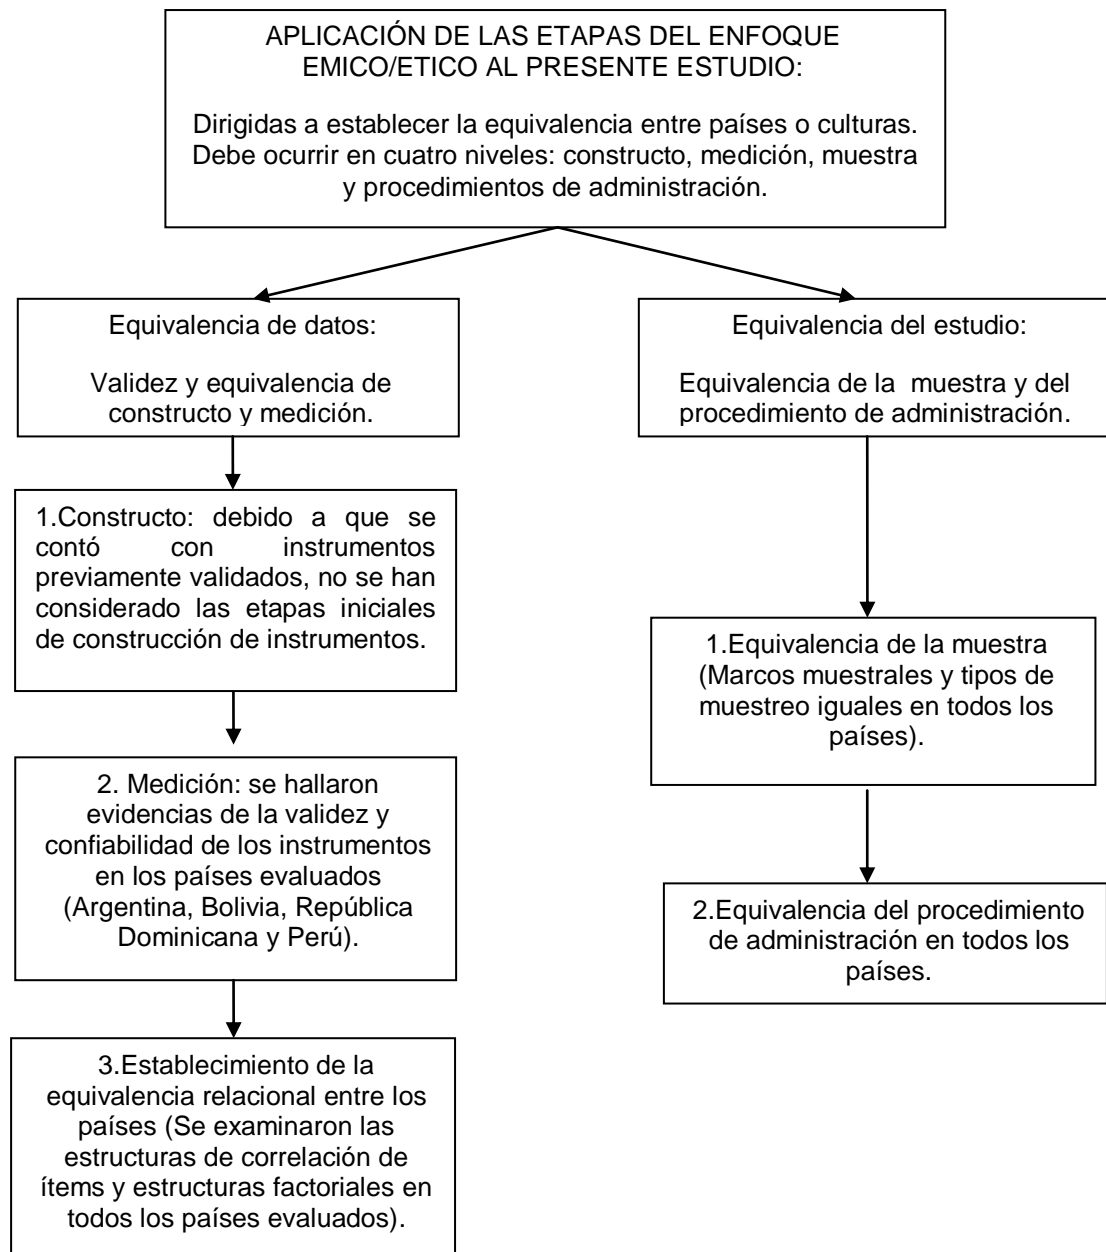 APLICACIÓN DE LAS ETAPAS DEL ENFOQUE
EMICO/ETICO AL PRESENTE ESTUDIO:
Dirigidas a establecer la equivalencia entre países o culturas.
Debe ocurrir en cuatro niveles: constructo, medición, muestra
y procedimientos de administración.
Equivalencia de datos:
Validez y equivalencia de
constructo y medición.
1.Constructo: debido a que se
contó con instrumentos
previamente validados, no se han
considerado las etapas iniciales
de construcción de instrumentos.
2. Medición: se hallaron
evidencias de la validez y
confiabilidad de los instrumentos
en los países evaluados
(Argentina, Bolivia, República
Dominicana y Perú).
3.Establecimiento de la
equivalencia relacional entre los
países (Se examinaron las
estructuras de correlación de
ítems y estructuras factoriales en
todos los países evaluados).
Equivalencia del estudio:
Equivalencia de la muestra y del
procedimiento de administración.
1.Equivalencia de la muestra
(Marcos muestrales y tipos de
muestreo iguales en todos los
países).
2.Equivalencia del procedimiento
de administración en todos los
países.